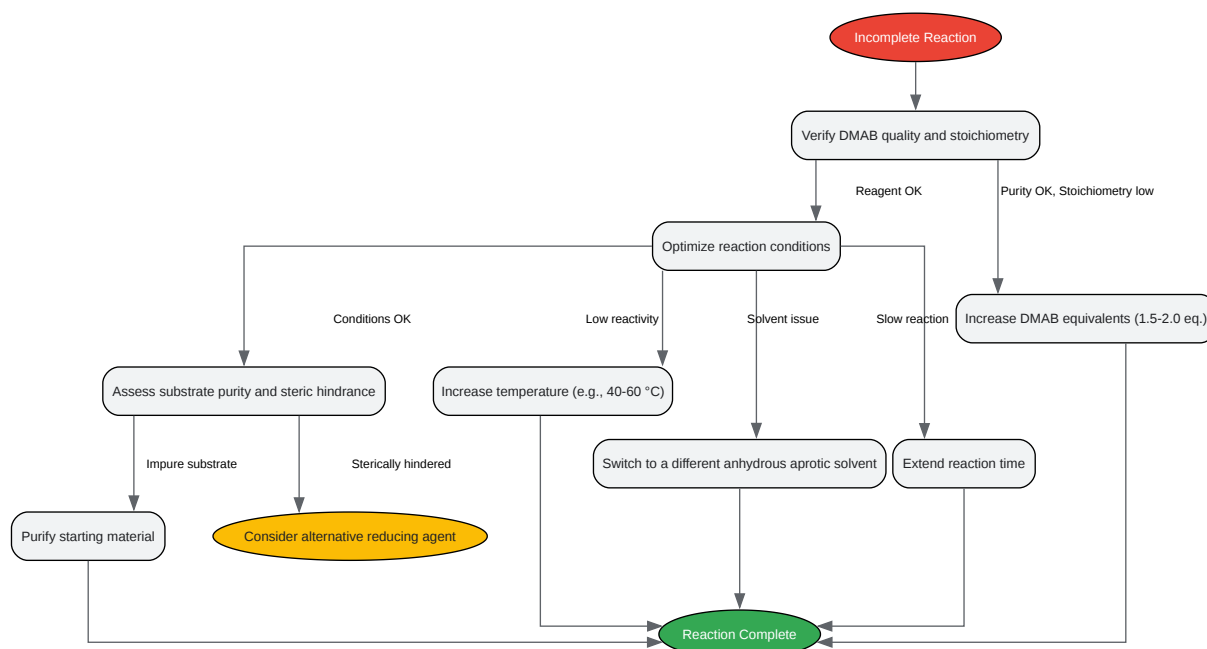 Incomplete Reaction
Verify DMAB quality and stoichiometry
Reagent OK
Purity OK, Stoichiometry low
Optimize reaction conditions
Conditions OK
Low reactivity
Solvent issue
Slow reaction
Increase DMAB equivalents (1.5-2.0 eq.)
Assess substrate purity and steric hindrance
Increase temperature (e.g., 40-60 °C)
Impure substrate
Sterically hindered
Switch to a different anhydrous aprotic solvent
Extend reaction time
Purify starting material
Consider alternative reducing agent
Reaction Complete